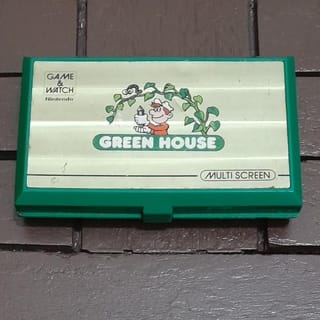 GAME
&
WATCH
Nintendo
GREEN HOUSE
MULTI SCREEN